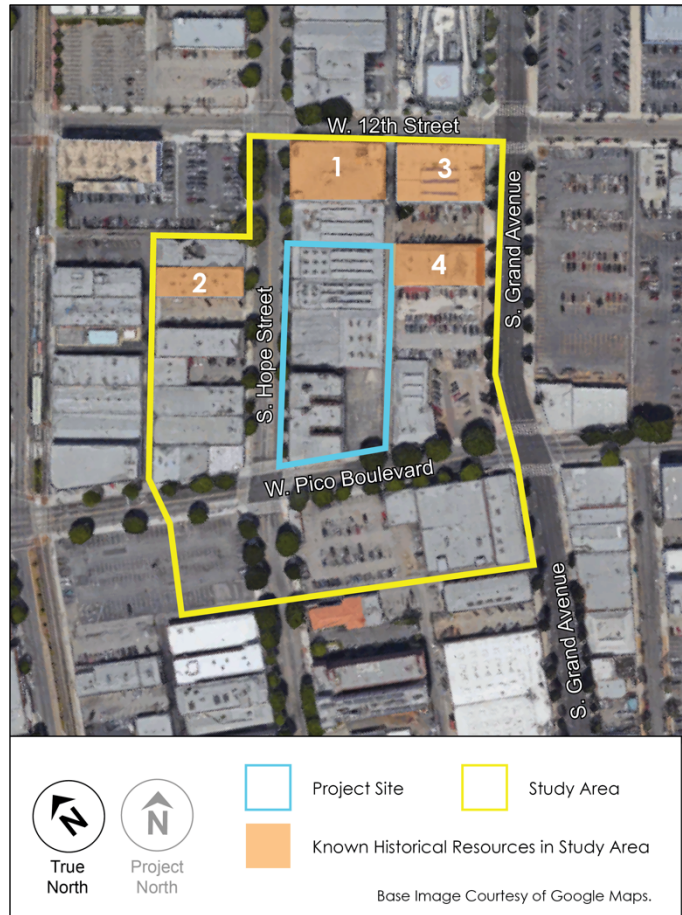 W. 12th Street
1
3
S. Grand Avenue
2
4
S. Hope Street
W. Pico Boulevard
S. Grand Avenue
N
True
North
N
Project
North
Project Site
Study Area
Known Historical Resources in Study Area
Base Image Courtesy of Google Maps.